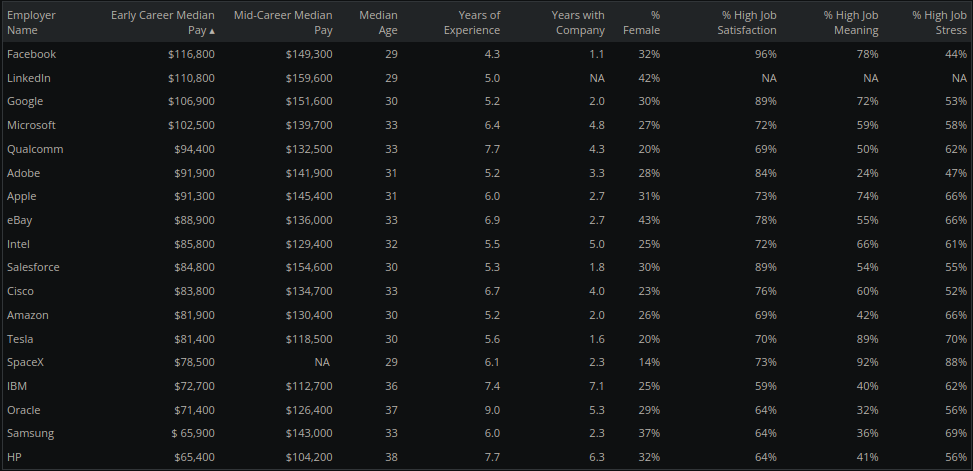 Employer Name Early Career Median Pay ▲ Mid-Career Median Pay Median Age Years of Experience Years with Company % Female % High Job Satisfaction % High Job Meaning % High Job Stress
Facebook $116,800 $149,300 29 4.3 1.1 32% 96% 78% 44%
LinkedIn $110,800 $159,600 29 5.0 NA 42% NA NA NA
Google $106,900 $151,600 30 5.2 2.0 30% 89% 72% 53%
Microsoft $102,500 $139,700 33 6.4 4.8 27% 72% 59% 58%
Qualcomm $94,400 $132,500 33 7.7 4.3 20% 69% 50% 62%
Adobe $91,900 $141,900 31 5.2 3.3 28% 84% 24% 47%
Apple $91,300 $145,400 31 6.0 2.7 31% 73% 74% 66%
eBay $88,900 $136,000 33 6.9 2.7 43% 78% 55% 66%
Intel $85,800 $129,400 32 5.5 5.0 25% 72% 66% 61%
Salesforce $84,800 $154,600 30 5.3 1.8 30% 89% 54% 55%
Cisco $83,800 $134,700 33 6.7 4.0 23% 76% 60% 52%
Amazon $81,900 $130,400 30 5.2 2.0 26% 69% 42% 66%
Tesla $81,400 $118,500 30 5.6 1.6 20% 70% 89% 70%
SpaceX $78,500 NA 29 6.1 2.3 14% 73% 92% 88%
IBM $72,700 $112,700 36 7.4 7.1 25% 59% 40% 62%
Oracle $71,400 $126,400 37 9.0 5.3 29% 64% 32% 56%
Samsung $ 65,900 $143,000 33 6.0 2.3 37% 64% 36% 69%
HP $65,400 $104,200 38 7.7 6.3 32% 64% 41% 56%